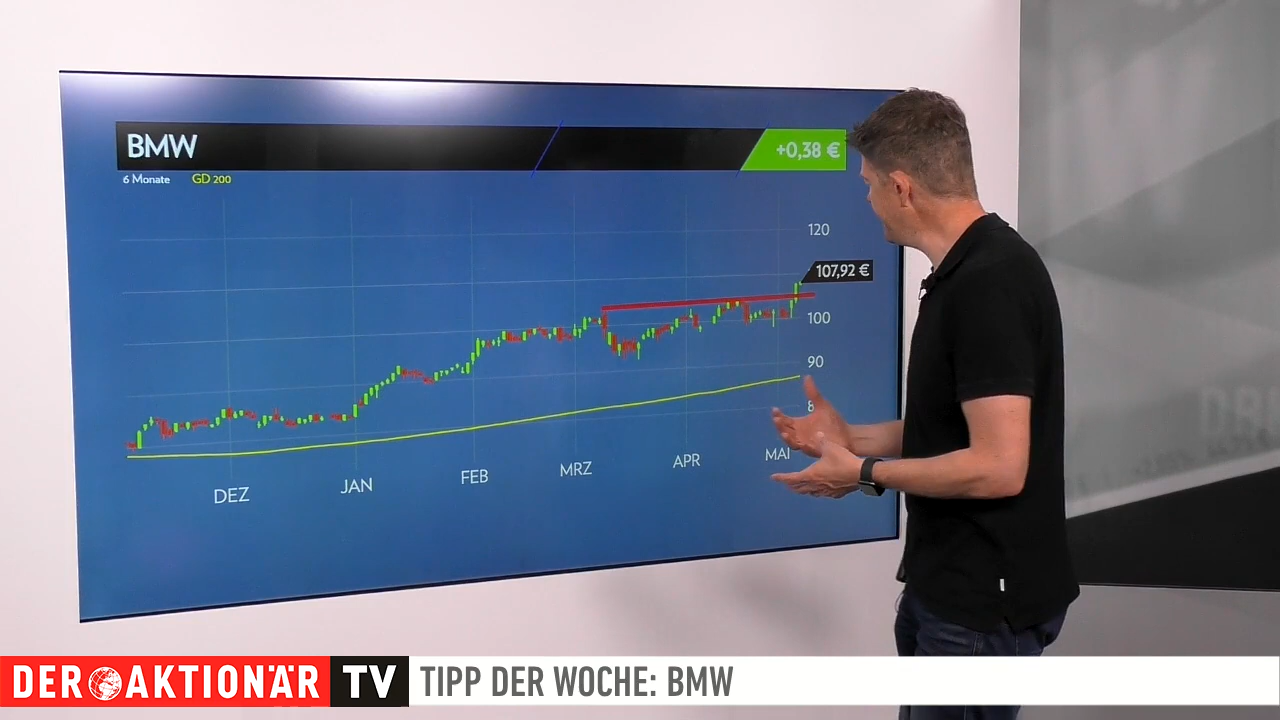 BMW
+0,38 €
6 Monate GD 200
120
107,92 €
100
90
8
DEZ JAN FEB MRZ APR MAI
DER AKTIONÄR TV TIPP DER WOCHE: BMW